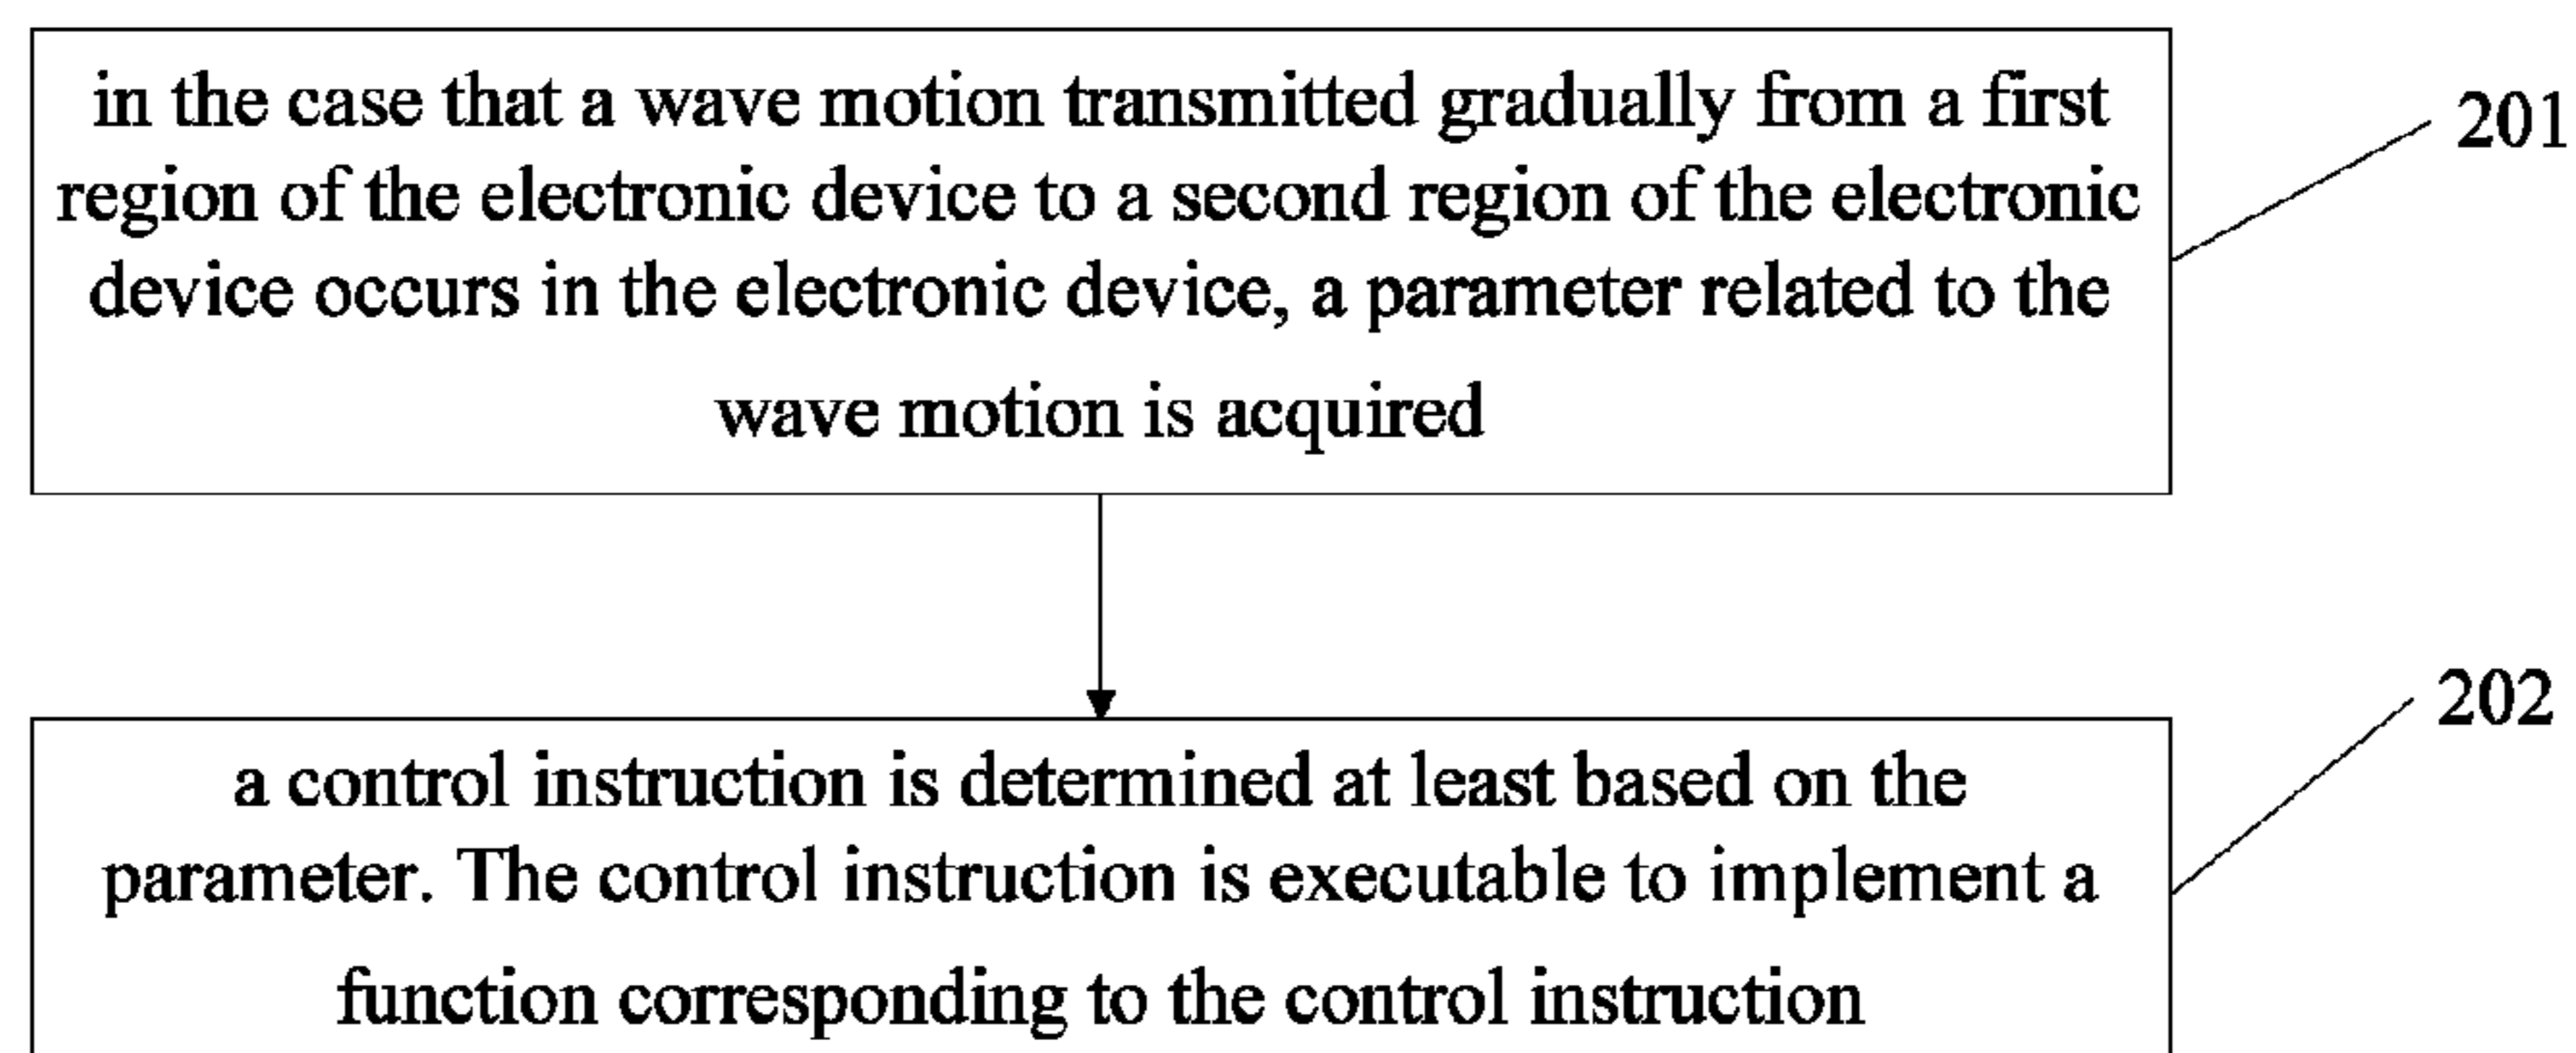 in the case that a wave motion transmitted gradually from a first
region of the electronic device to a second region of the electronic
device occurs in the electronic device, a parameter related to the
wave motion is acquired
201
a control instruction is determined at least based on the
parameter. The control instruction is executable to implement a
function corresponding to the control instruction
202